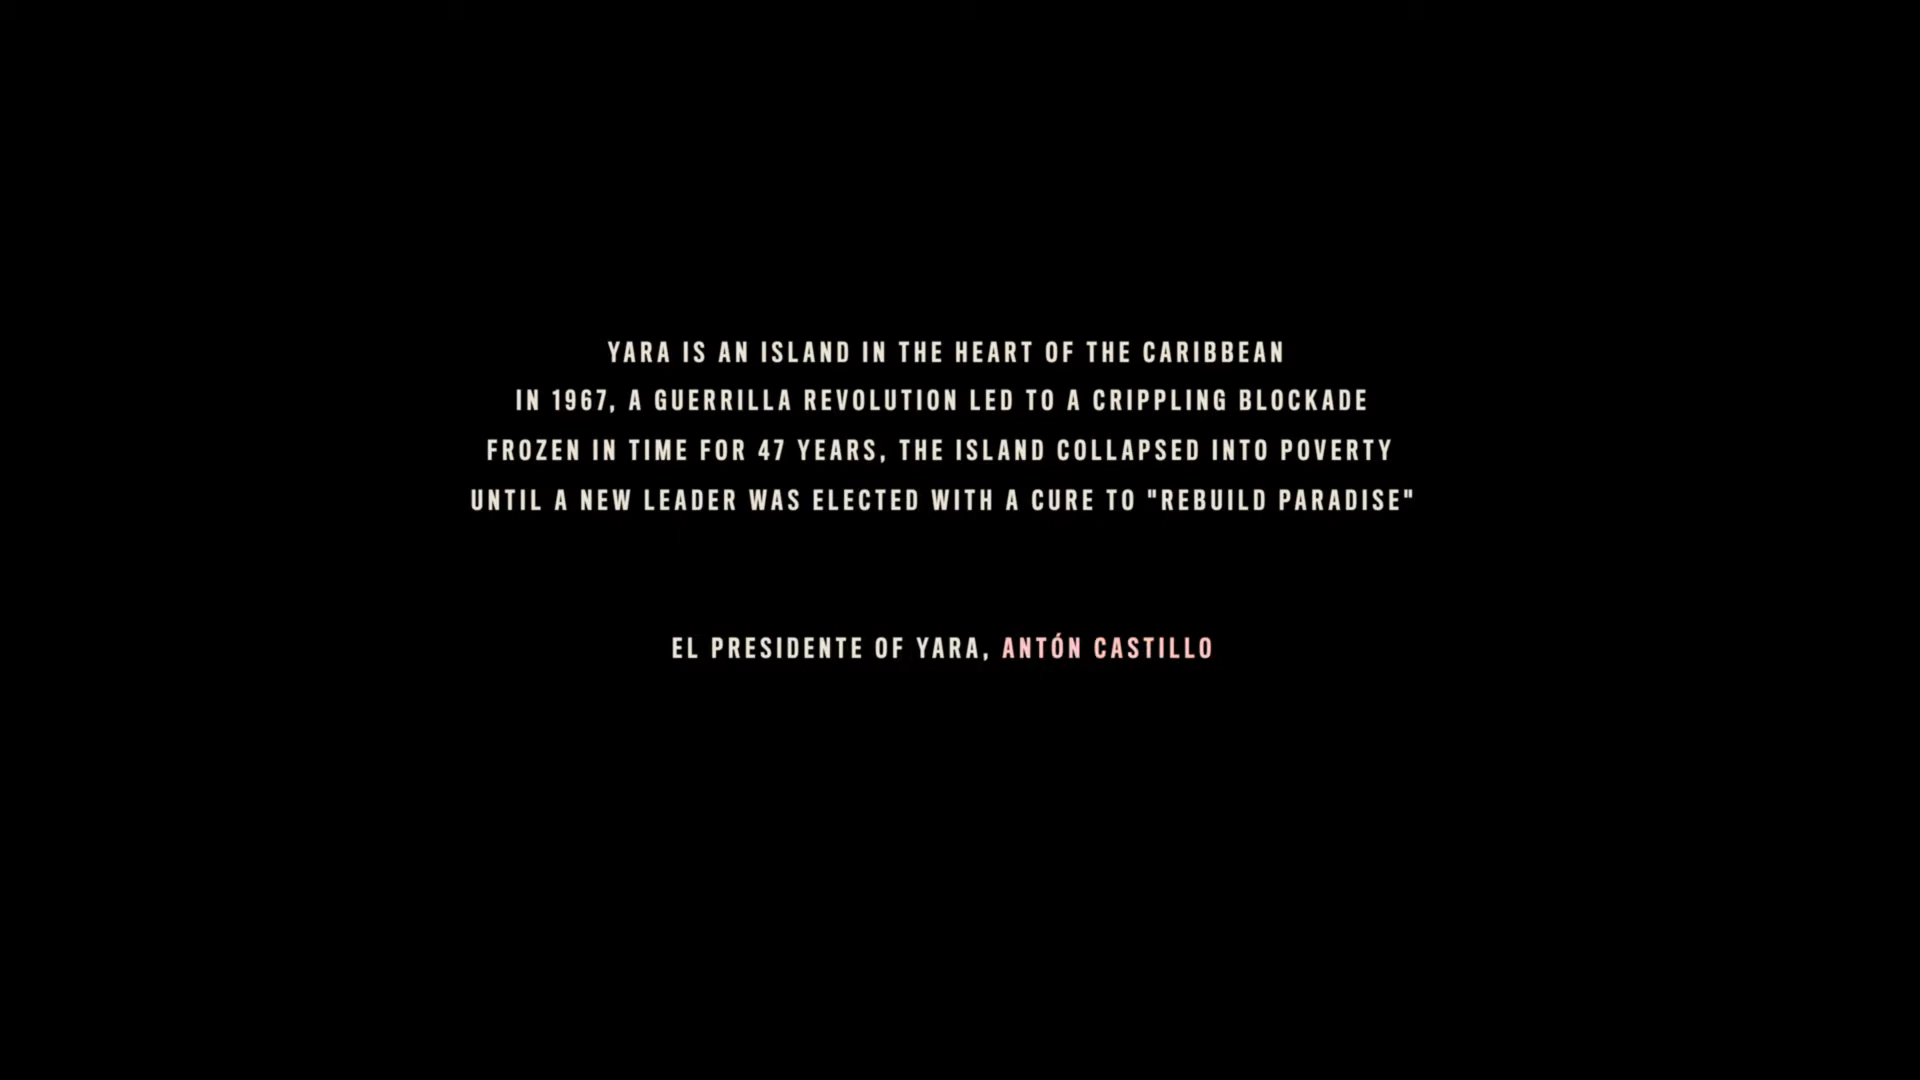 YARA IS AN ISLAND IN THE HEART OF THE CARIBBEAN
IN 1967, A GUERRILLA REVOLUTION LED TO A CRIPPLING BLOCKADE
FROZEN IN TIME FOR 47 YEARS, THE ISLAND COLLAPSED INTO POVERTY
UNTIL A NEW LEADER WAS ELECTED WITH A CURE TO "REBUILD PARADISE"
EL PRESIDENTE OF YARA, ANTÓN CASTILLO